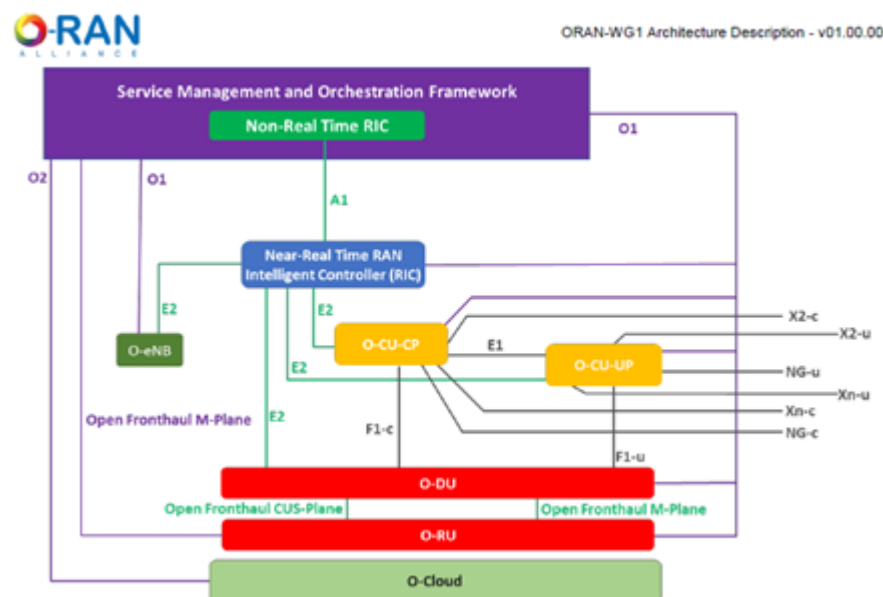 O-RAN
ALLIANCE
ORAN-WG1 Architecture Description - v01.00.00
Service Management and Orchestration Framework
Non-Real Time RIC
O1
O2
O1
A1
Near-Real Time RAN
Intelligent Controller (RIC)
E2
E2
X2-c
O-CU-CP
E1
X2-u
O-eNB
O-CU-UP
E2
NG-u
Xn-u
Open Fronthaul M-Plane
E2
Xn-c
F1-c
NG-c
F1-u
O-DU
Open Fronthaul CUS-Plane
Open Fronthaul M-Plane
O-RU
O-Cloud